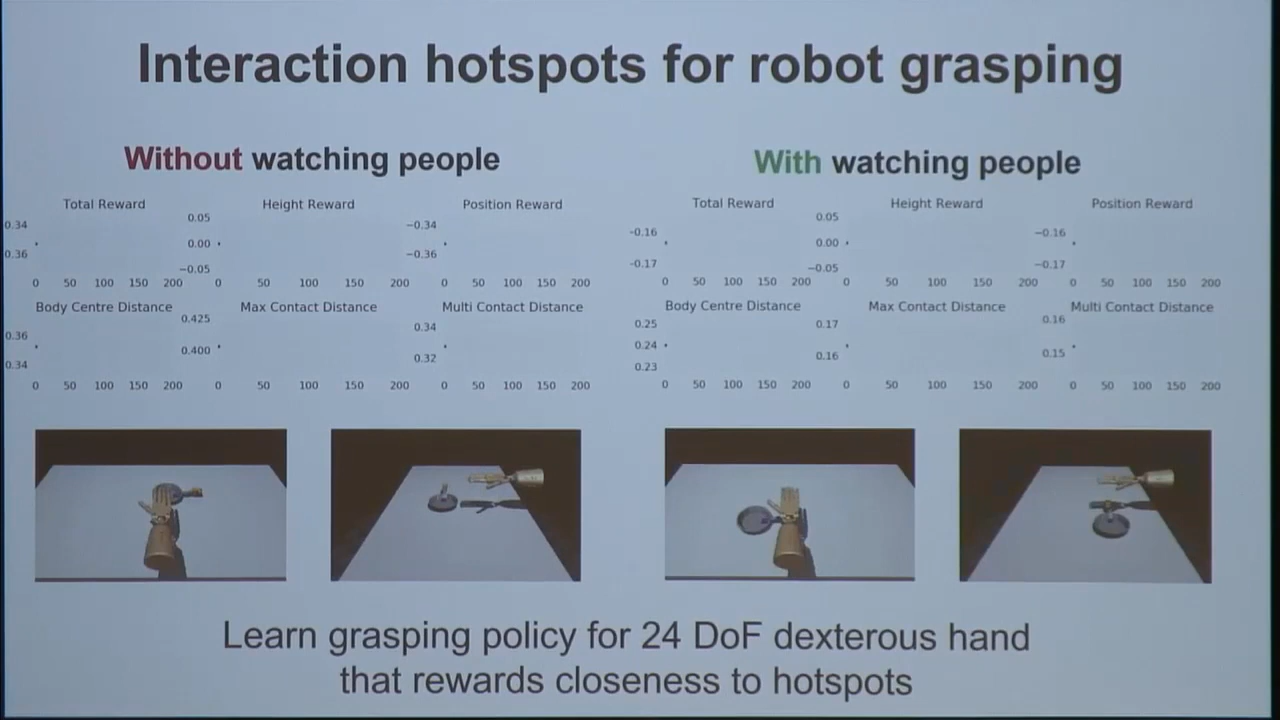 Interaction hotspots for robot grasping
Without watching people
With watching people
Total Reward
Height Reward
Position Reward
0.34
0.36
0 50 100 150 200
0.05
0.00
−0.05
0 50 100 150 200
−0.34
−0.36
0 50 100 150 200
Body Centre Distance
Max Contact Distance
Multi Contact Distance
0.36
0.34
0 50 100 150 200
0.425
0.400
0 50 100 150 200
0.34
0.32
0 50 100 150 200
Total Reward
Height Reward
Position Reward
-0.16
-0.17
0 50 100 150 200
0.05
0.00
−0.05
0 50 100 150 200
−0.16
−0.17
0 50 100 150 200
Body Centre Distance
Max Contact Distance
Multi Contact Distance
0.25
0.24
0.23
0 50 100 150 200
0.17
0.16
0 50 100 150 200
0.16
0.15
0 50 100 150 200
Learn grasping policy for 24 DoF dexterous hand
that rewards closeness to hotspots